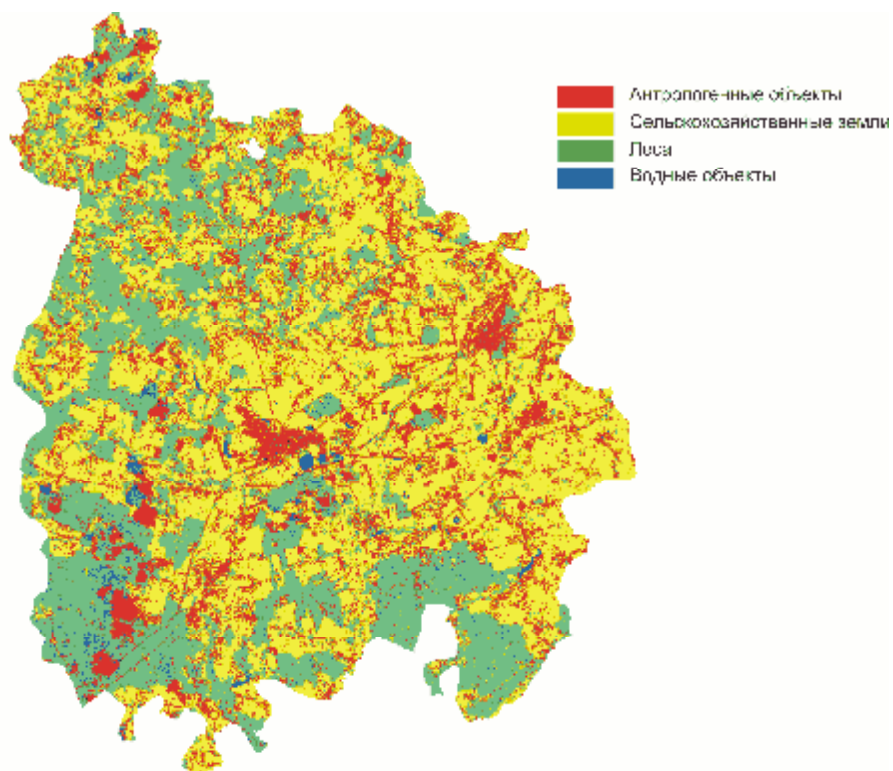 Антропогенные объекты
Сельскохозяйственные земли
Леса
Водные объекты